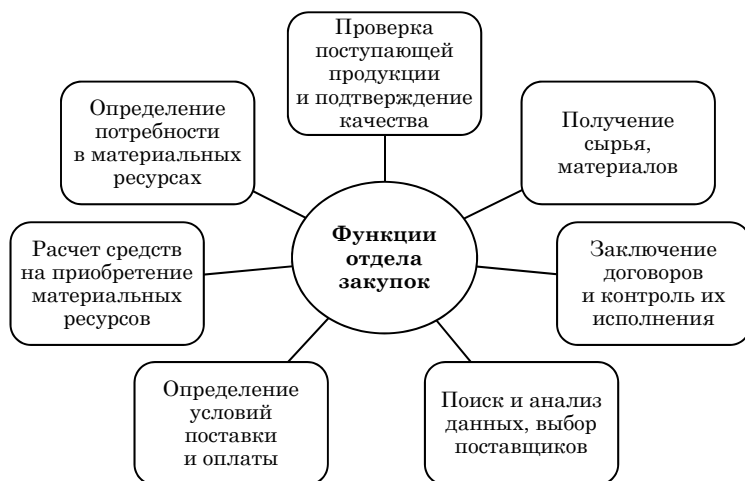 Проверка
поступающей
продукции
и подтверждение
качества
Определение
потребности
в материальных
ресурсах
Получение
сырья,
материалов
Функции
отдела
закупок
Расчет средств
на приобретение
материальных
ресурсов
Заключение
договоров
и контроль их
исполнения
Определение
условий
поставки
и оплаты
Поиск и анализ
данных, выбор
поставщиков